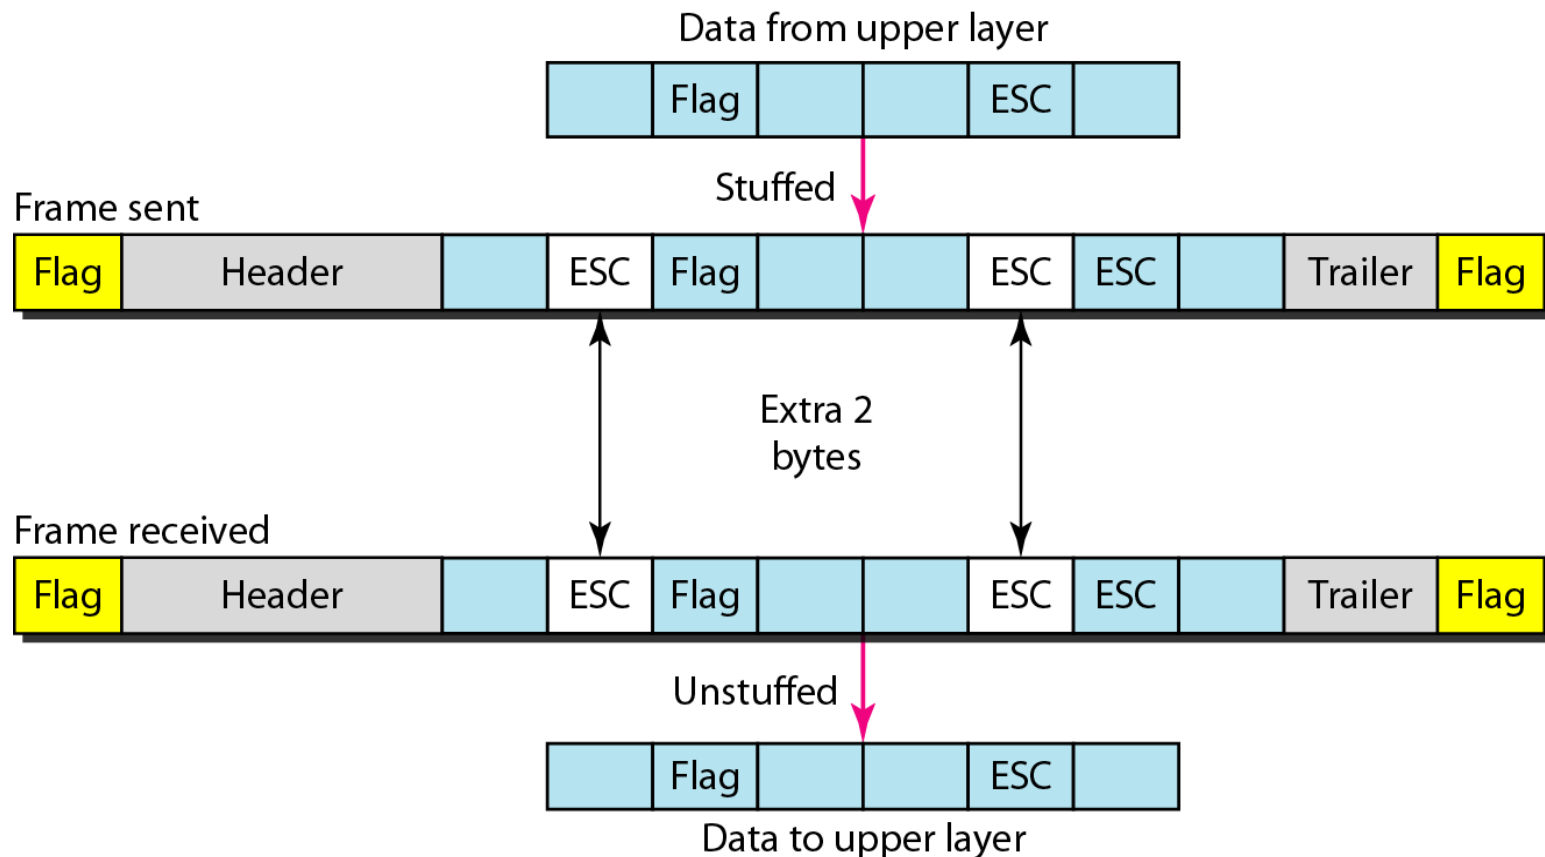 Data from upper layer
Flag ESC
Stuffed
Frame sent
Flag Header ESC Flag ESC ESC Trailer Flag
Extra 2
bytes
Frame received
Flag Header ESC Flag ESC ESC Trailer Flag
Unstuffed
Flag ESC
Data to upper layer